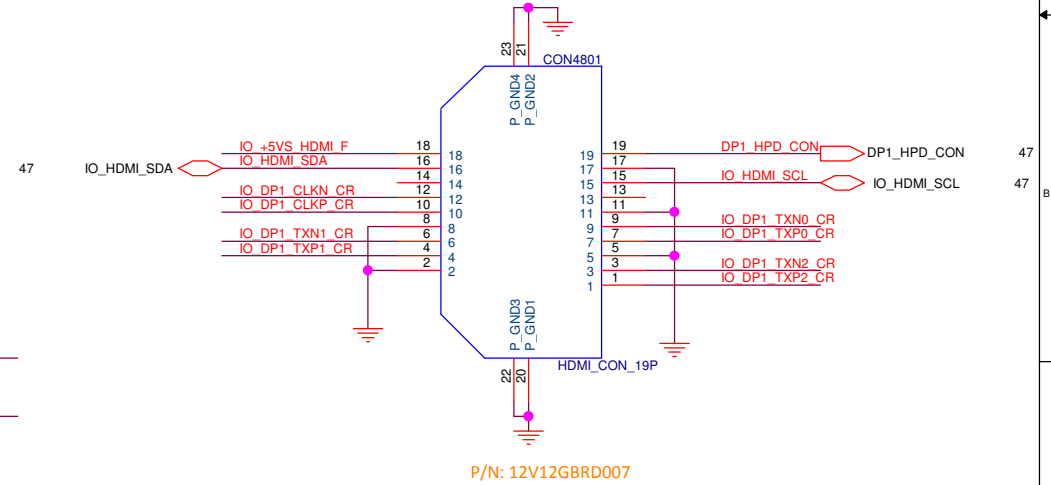 23 21
CON4801
P_GND4 P_GND2
IO_+5VS_HDMI_F 18 18 19 19 DP1_HPD_CON DP1_HPD_CON 47
47 IO_HDMI_SDA IO_HDMI_SDA 16 16 17 17
14 14 15 15 IO_HDMI_SCL IO_HDMI_SCL 47
IO_DP1_CLKN_CR 12 12 13 13 B
IO_DP1_CLKP_CR 10 10 11 11
8 8 9 9 IO_DP1_TXN0_CR
IO_DP1_TXN1_CR 6 6 7 7 IO_DP1_TXP0_CR
IO_DP1_TXP1_CR 4 4 5 5
2 2 3 3 IO_DP1_TXN2_CR
1 1 IO_DP1_TXP2_CR
P_GND3 P_GND1
HDMI_CON_19P
22 20
P/N: 12V12GBRD007